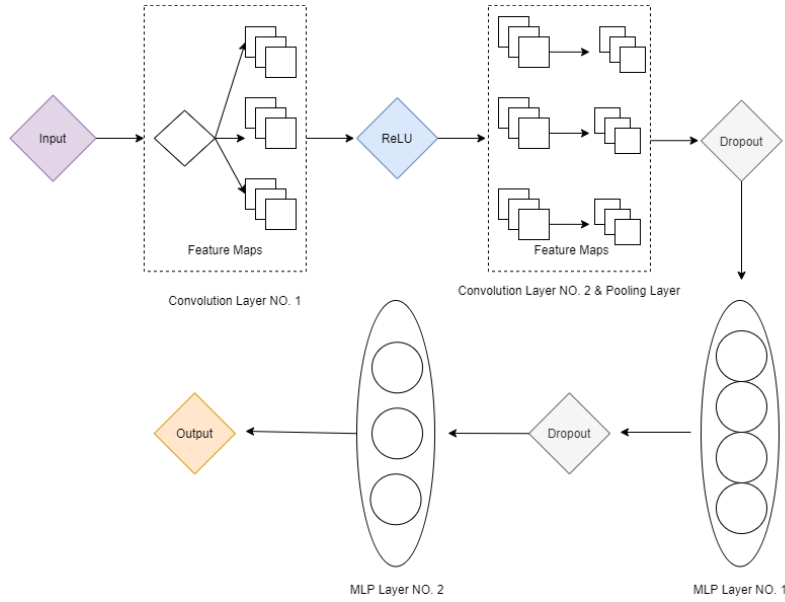 Input
Feature Maps
Convolution Layer NO. 1
ReLU
Feature Maps
Convolution Layer NO. 2 & Pooling Layer
Dropout
MLP Layer NO. 1
Dropout
MLP Layer NO. 2
Output